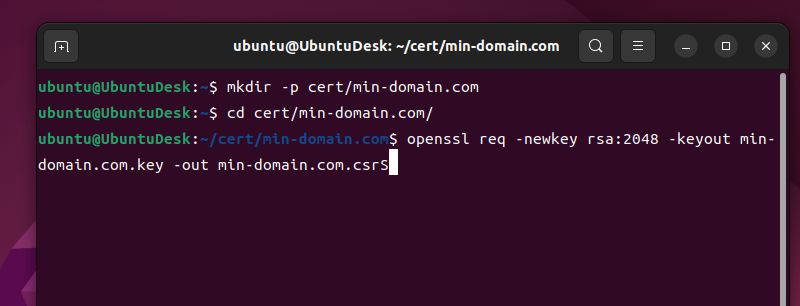 ubuntu@UbuntuDesk: ~/cert/min-domain.com
ubuntu@UbuntuDesk:~$ mkdir -p cert/min-domain.com
ubuntu@UbuntuDesk:~$ cd cert/min-domain.com/
ubuntu@UbuntuDesk:~/cert/min-domain.com$ openssl req -newkey rsa:2048 -keyout min-
domain.com.key -out min-domain.com.csrS